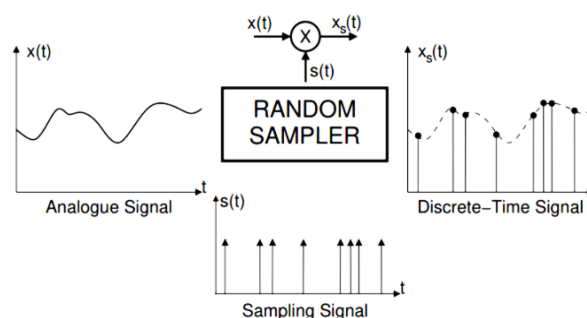 x(t)
x(t)
X
x_s(t)
s(t)
x_s(t)
RANDOM
SAMPLER
t
Analogue Signal
s(t)
t
Sampling Signal
Discrete-Time Signal